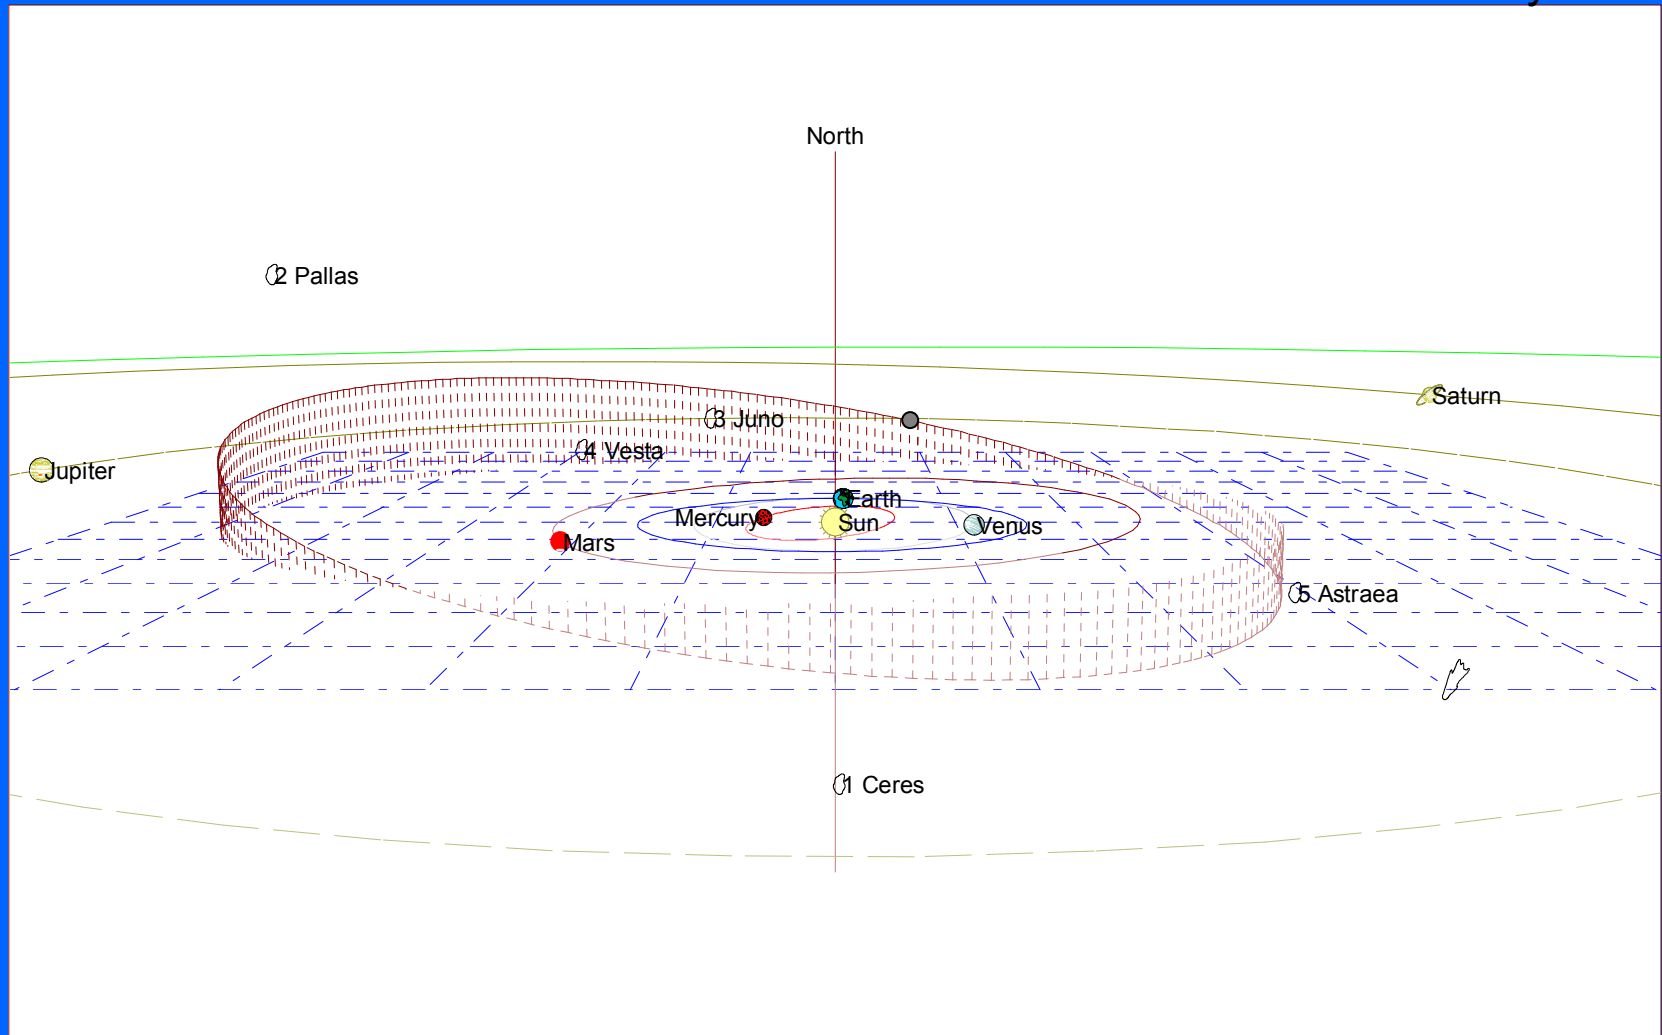 North
2 Pallas
Saturn
3 Juno
4 Vesta
Jupiter
Earth
Mercury
Sun
Venus
Mars
5 Astraea
1 Ceres